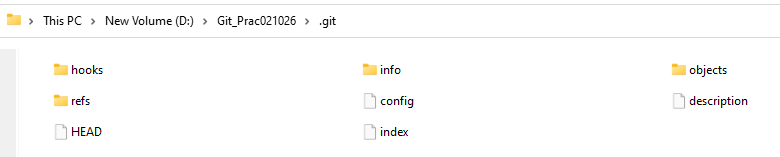 This PC > New Volume (D:) > Git_Prac021026 > .git
hooks info objects
refs config description
HEAD index